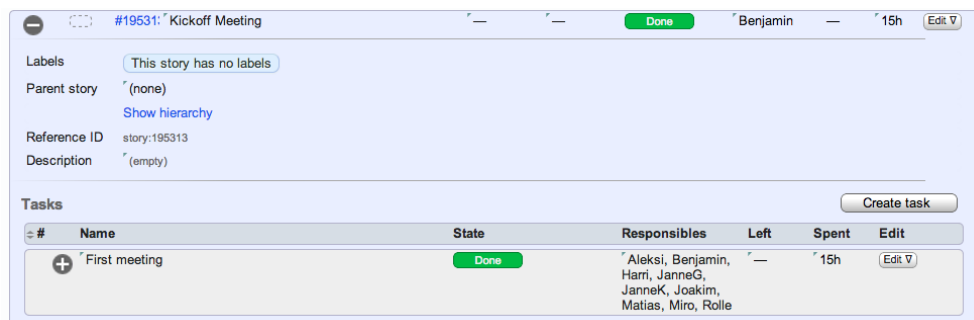 #19531: Kickoff Meeting — — Done Benjamin — 15h Edit ∇
Labels This story has no labels
Parent story (none)
Show hierarchy
Reference ID story:195313
Description (empty)
Tasks Create task
# Name State Responsibles Left Spent Edit
First meeting Done Aleksi, Benjamin, — 15h Edit ∇
Harri, JanneG,
JanneK, Joakim,
Matias, Miro, Rolle